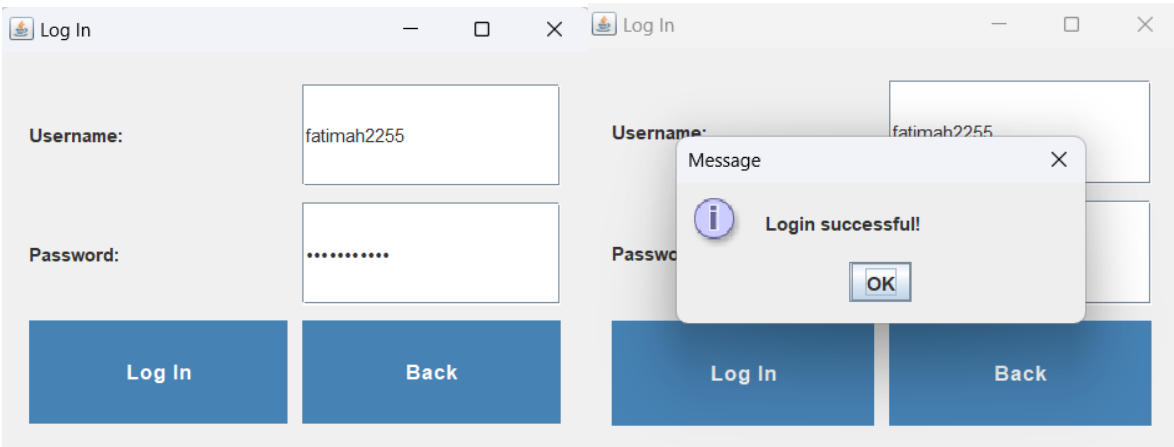 Log In
Username:
fatimah2255
Password:
•••••••••••
Log In
Back
Log In
Username:
fatimah2255
Message
Login successful!
OK
Passwo
Log In
Back